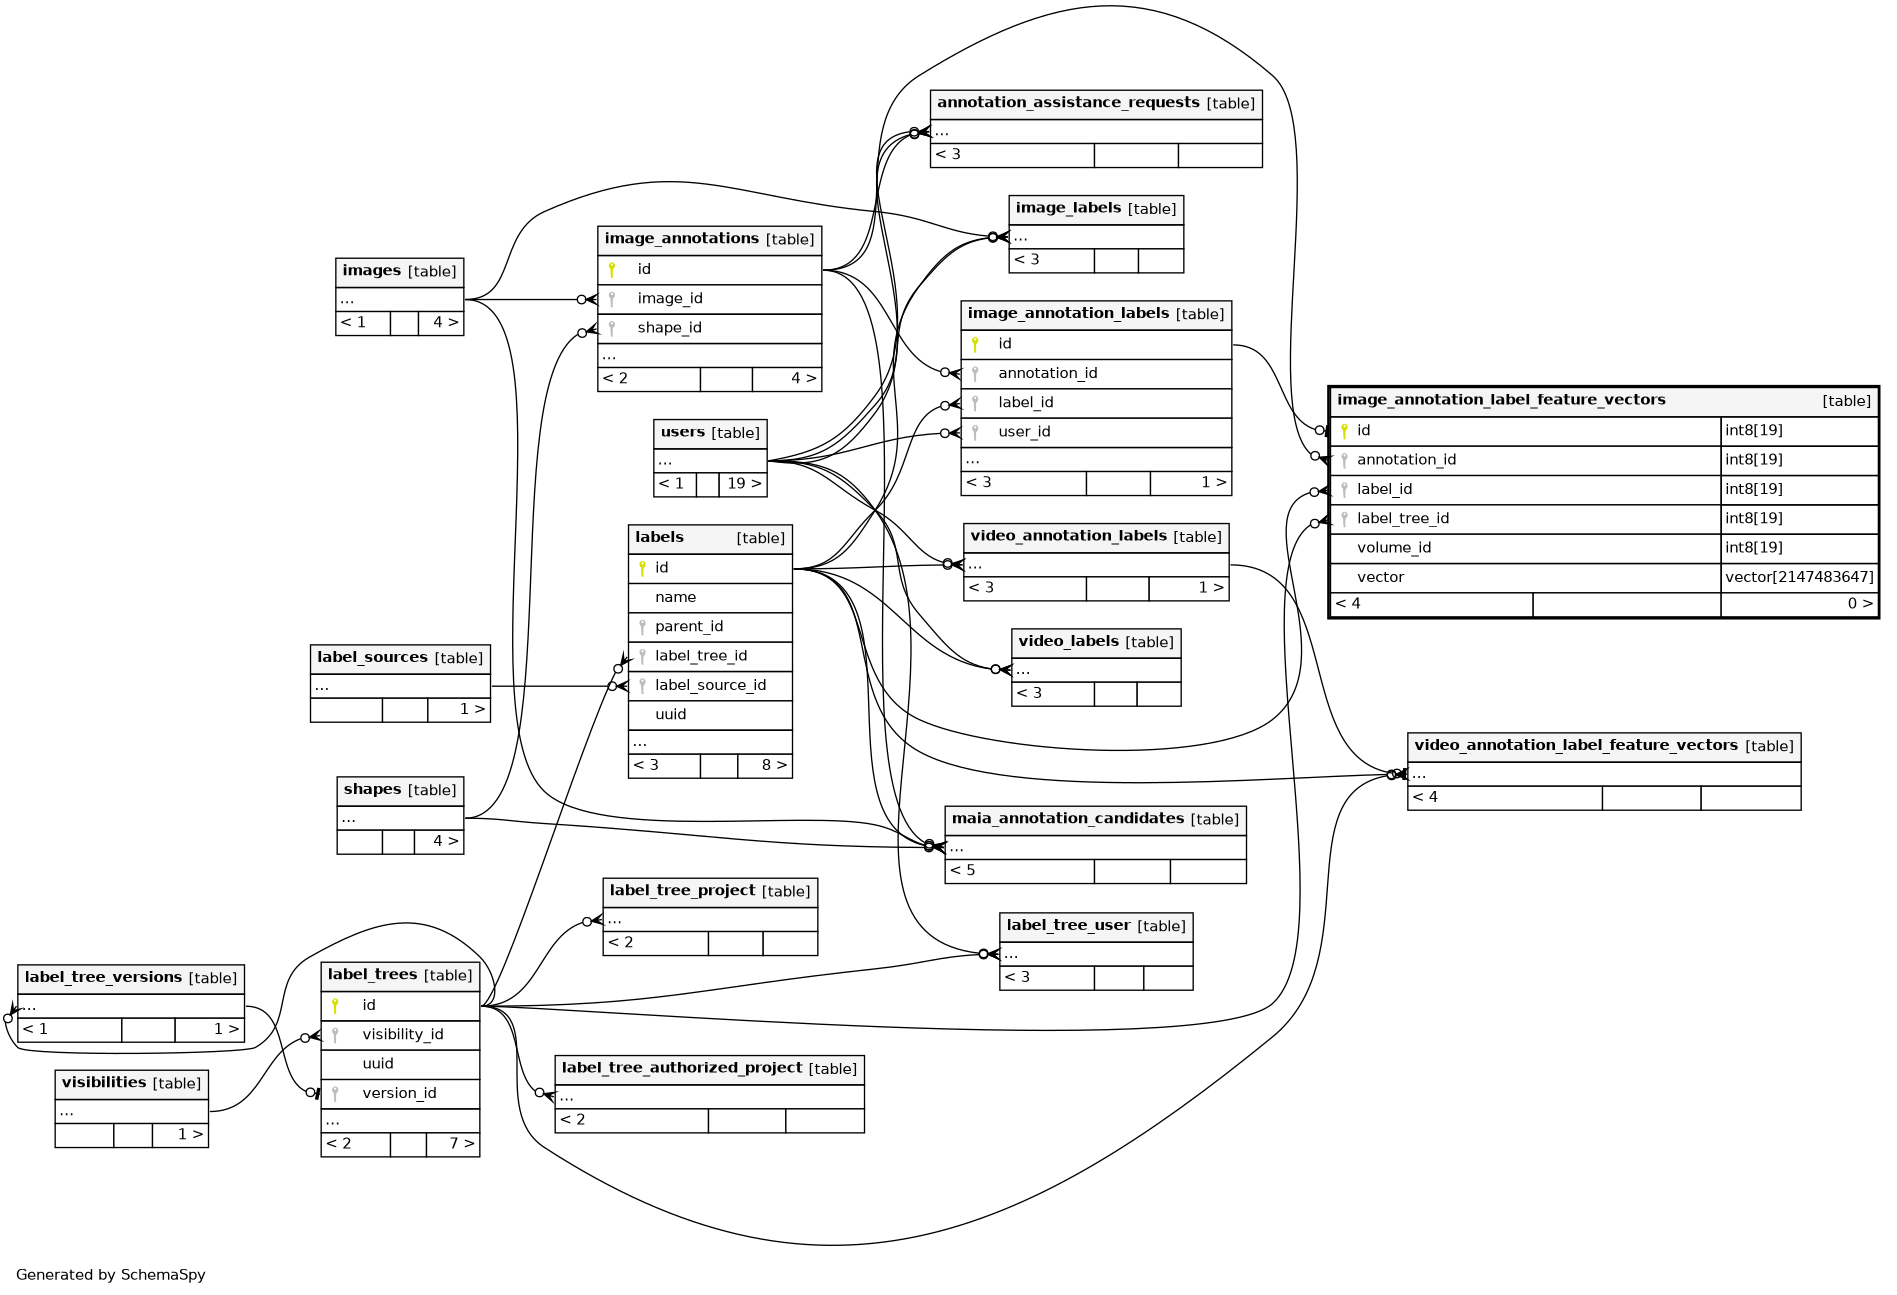 annotation_assistance_requests [table]
...
< 3
image_labels [table]
...
< 3
image_annotations [table]
id
image_id
shape_id
...
< 2 4 >
images [table]
...
< 1 4 >
image_annotation_labels [table]
id
annotation_id
label_id
user_id
...
< 3 1 >
image_annotation_label_feature_vectors [table]
id int8[19]
annotation_id int8[19]
label_id int8[19]
label_tree_id int8[19]
volume_id int8[19]
vector vector[2147483647]
< 4 0 >
users [table]
...
< 1 19 >
labels [table]
id
name
parent_id
label_tree_id
label_source_id
uuid
...
< 3 8 >
video_annotation_labels [table]
...
< 3 1 >
video_labels [table]
...
< 3
label_sources [table]
...
1 >
video_annotation_label_feature_vectors [table]
...
< 4
shapes [table]
...
4 >
maia_annotation_candidates [table]
...
< 5
label_tree_project [table]
...
< 2
label_tree_user [table]
...
< 3
label_tree_versions [table]
...
< 1 1 >
label_trees [table]
id
visibility_id
uuid
version_id
...
< 2 7 >
visibilities [table]
...
1 >
label_tree_authorized_project [table]
...
< 2
Generated by SchemaSpy